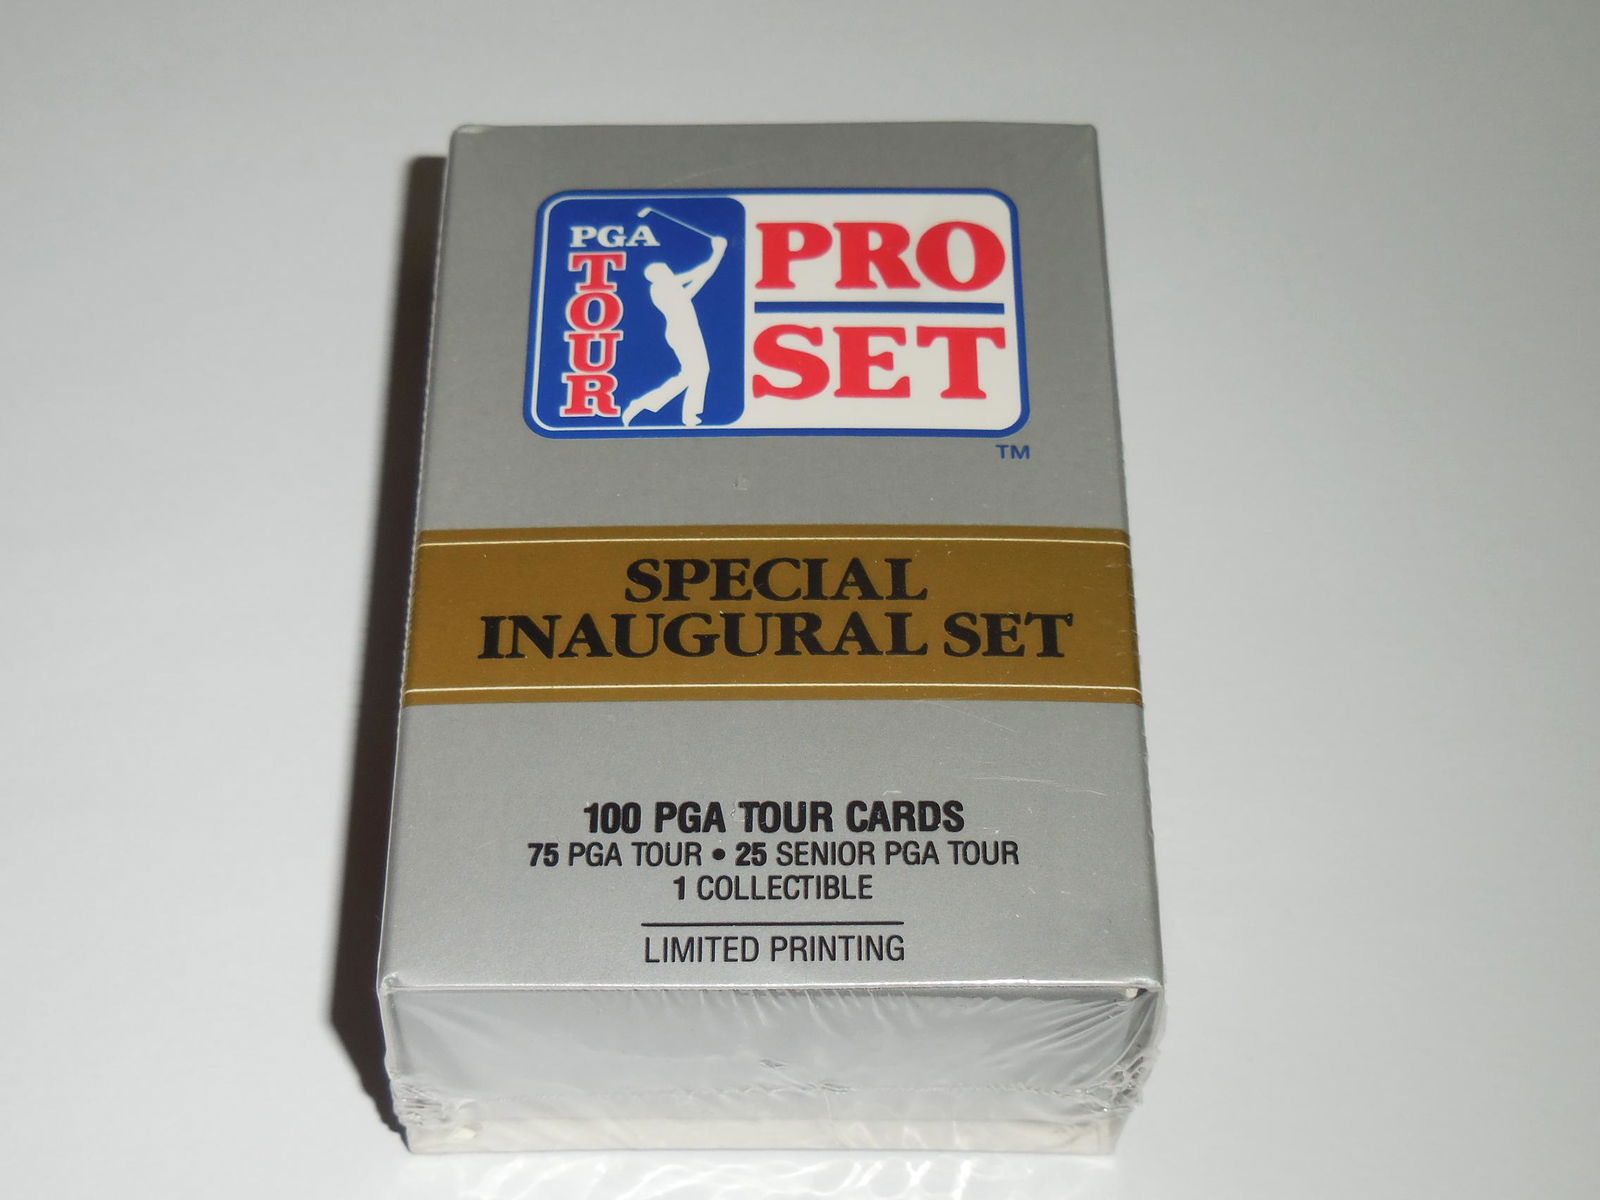 PGA
TOUR
PRO
SET
TM
SPECIAL
INAUGURAL SET
100 PGA TOUR CARDS
75 PGA TOUR • 25 SENIOR PGA TOUR
1 COLLECTIBLE
LIMITED PRINTING